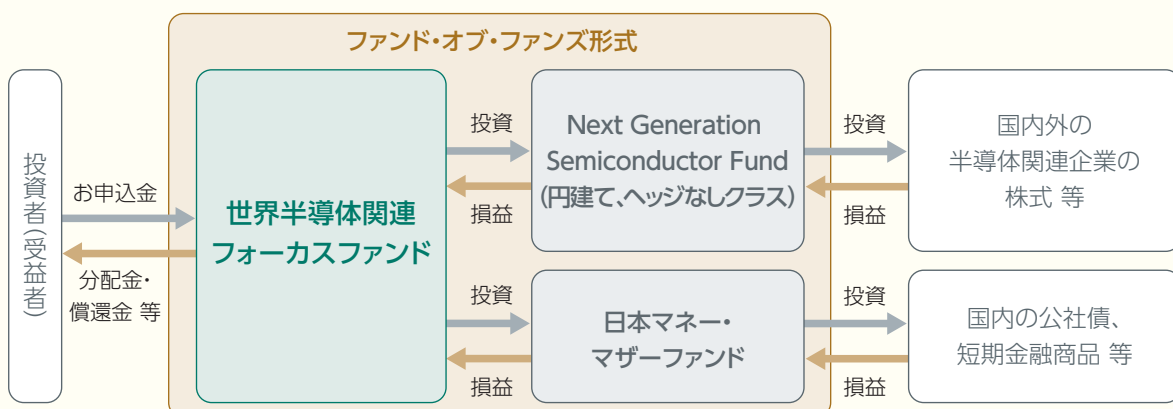 ファンド・オブ・ファンズ形式
投資者（受益者）
お申込金
分配金・
償還金 等
世界半導体関連
フォーカスファンド
投資
損益
Next Generation
Semiconductor Fund
（円建て、ヘッジなしクラス）
投資
損益
国内外の
半導体関連企業の
株式 等
投資
損益
日本マネー・
マザーファンド
投資
損益
国内の公社債、
短期金融商品 等